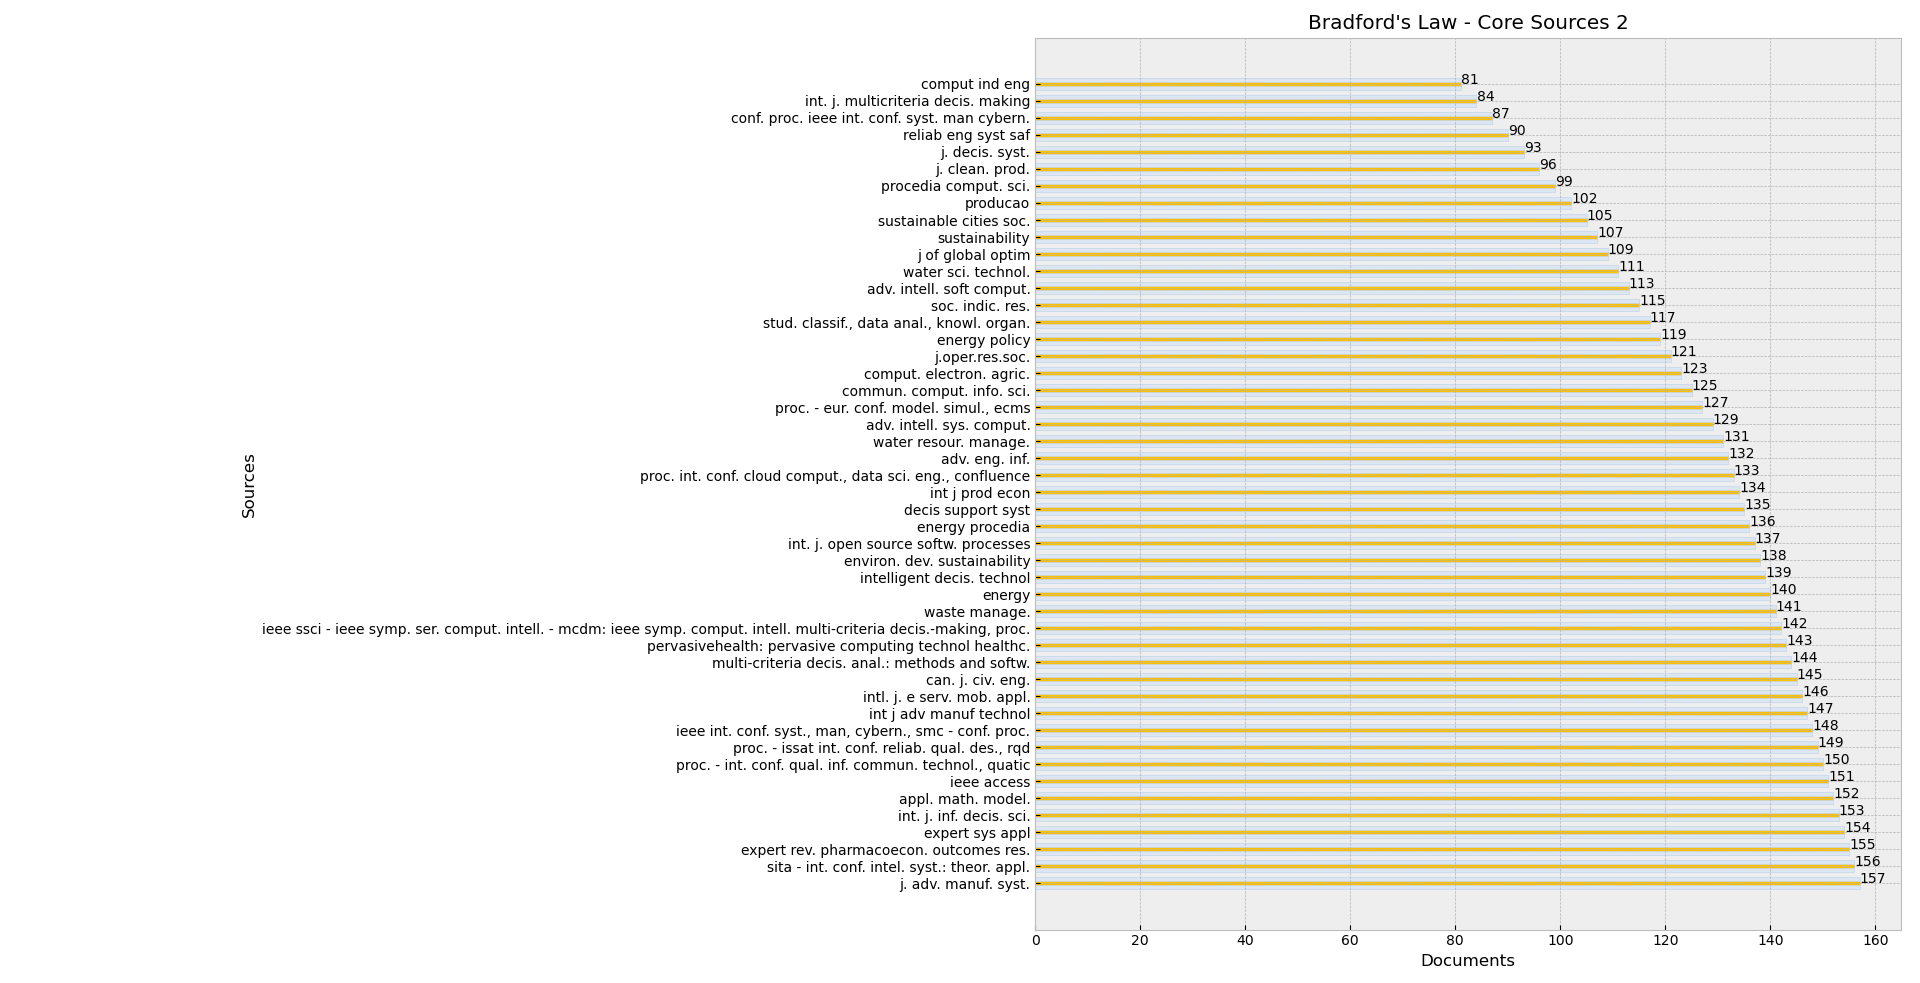 Bradford's Law - Core Sources 2
comput ind eng 81
int. j. multicriteria decis. making 84
conf. proc. ieee int. conf. syst. man cybern. 87
reliab eng syst saf 90
j. decis. syst. 93
j. clean. prod. 96
procedia comput. sci. 99
producao 102
sustainable cities soc. 105
sustainability 107
j of global optim 109
water sci. technol. 111
adv. intell. soft comput. 113
soc. indic. res. 115
stud. classif., data anal., knowl. organ. 117
energy policy 119
j.oper.res.soc. 121
comput. electron. agric. 123
commun. comput. info. sci. 125
proc. - eur. conf. model. simul., ecms 127
adv. intell. sys. comput. 129
water resour. manage. 131
adv. eng. inf. 132
proc. int. conf. cloud comput., data sci. eng., confluence 133
int j prod econ 134
decis support syst 135
energy procedia 136
int. j. open source softw. processes 137
environ. dev. sustainability 138
intelligent decis. technol 139
energy 140
waste manage. 141
ieee ssci - ieee symp. ser. comput. intell. - mcdm: ieee symp. comput. intell. multi-criteria decis.-making, proc. 142
pervasivehealth: pervasive computing technol healthc. 143
multi-criteria decis. anal.: methods and softw. 144
can. j. civ. eng. 145
intl. j. e serv. mob. appl. 146
int j adv manuf technol 147
ieee int. conf. syst., man, cybern., smc - conf. proc. 148
proc. - issat int. conf. reliab. qual. des., rqd 149
proc. - int. conf. qual. inf. commun. technol., quatic 150
ieee access 151
appl. math. model. 152
int. j. inf. decis. sci. 153
expert sys appl 154
expert rev. pharmacoecon. outcomes res. 155
sita - int. conf. intel. syst.: theor. appl. 156
j. adv. manuf. syst. 157
Sources
0 20 40 60 80 100 120 140 160
Documents